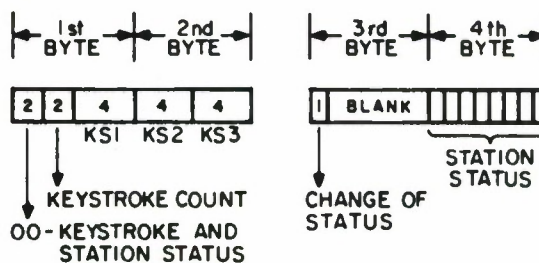 1st BYTE 2nd BYTE 3rd BYTE 4th BYTE
2 2 4 4 4 1 BLANK
KS1 KS2 KS3
STATION STATUS
KEYSTROKE COUNT
CHANGE OF STATUS
00-KEYSTROKE AND
STATION STATUS